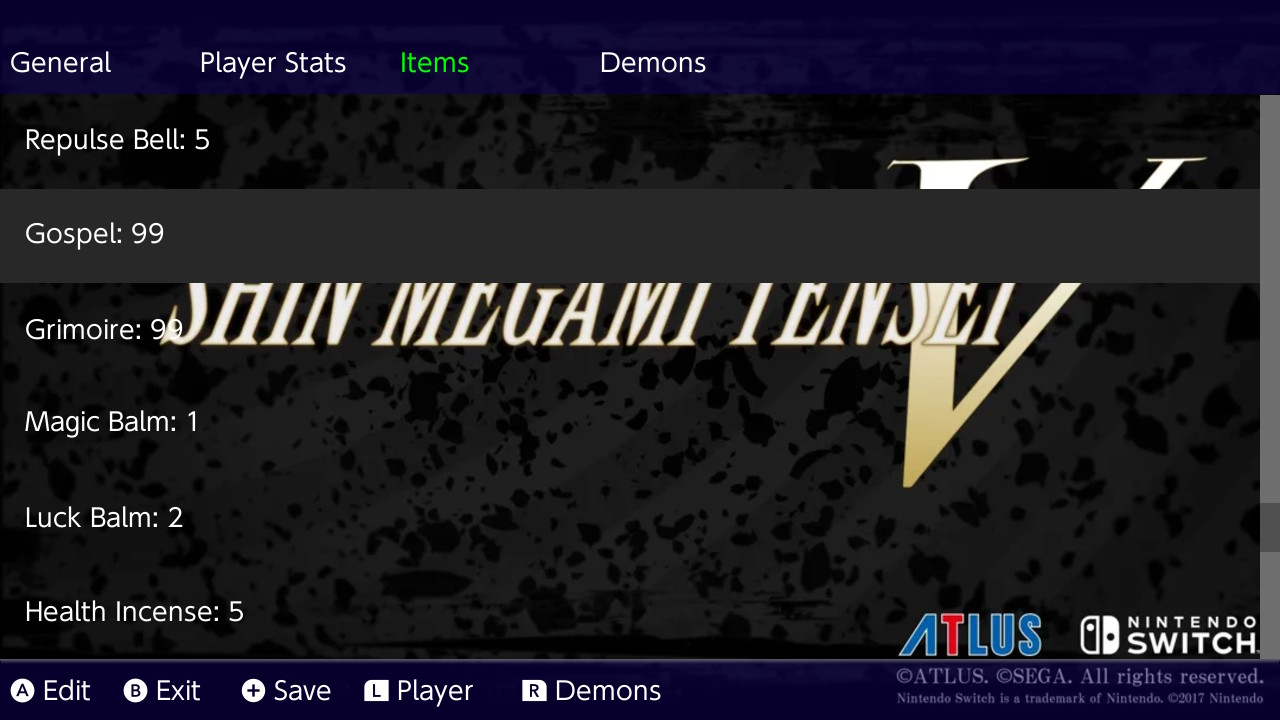 General Player Stats Items Demons
Repulse Bell: 5
Gospel: 99
SHIN MEGAMI TENSEI V
Grimoire: 99
Magic Balm: 1
Luck Balm: 2
Health Incense: 5
ATLUS NINTENDO
SWITCH
A Edit B Exit + Save L Player R Demons
©ATLUS. ©SEGA. All rights reserved.
Nintendo Switch is a trademark of Nintendo. ©2017 Nintendo